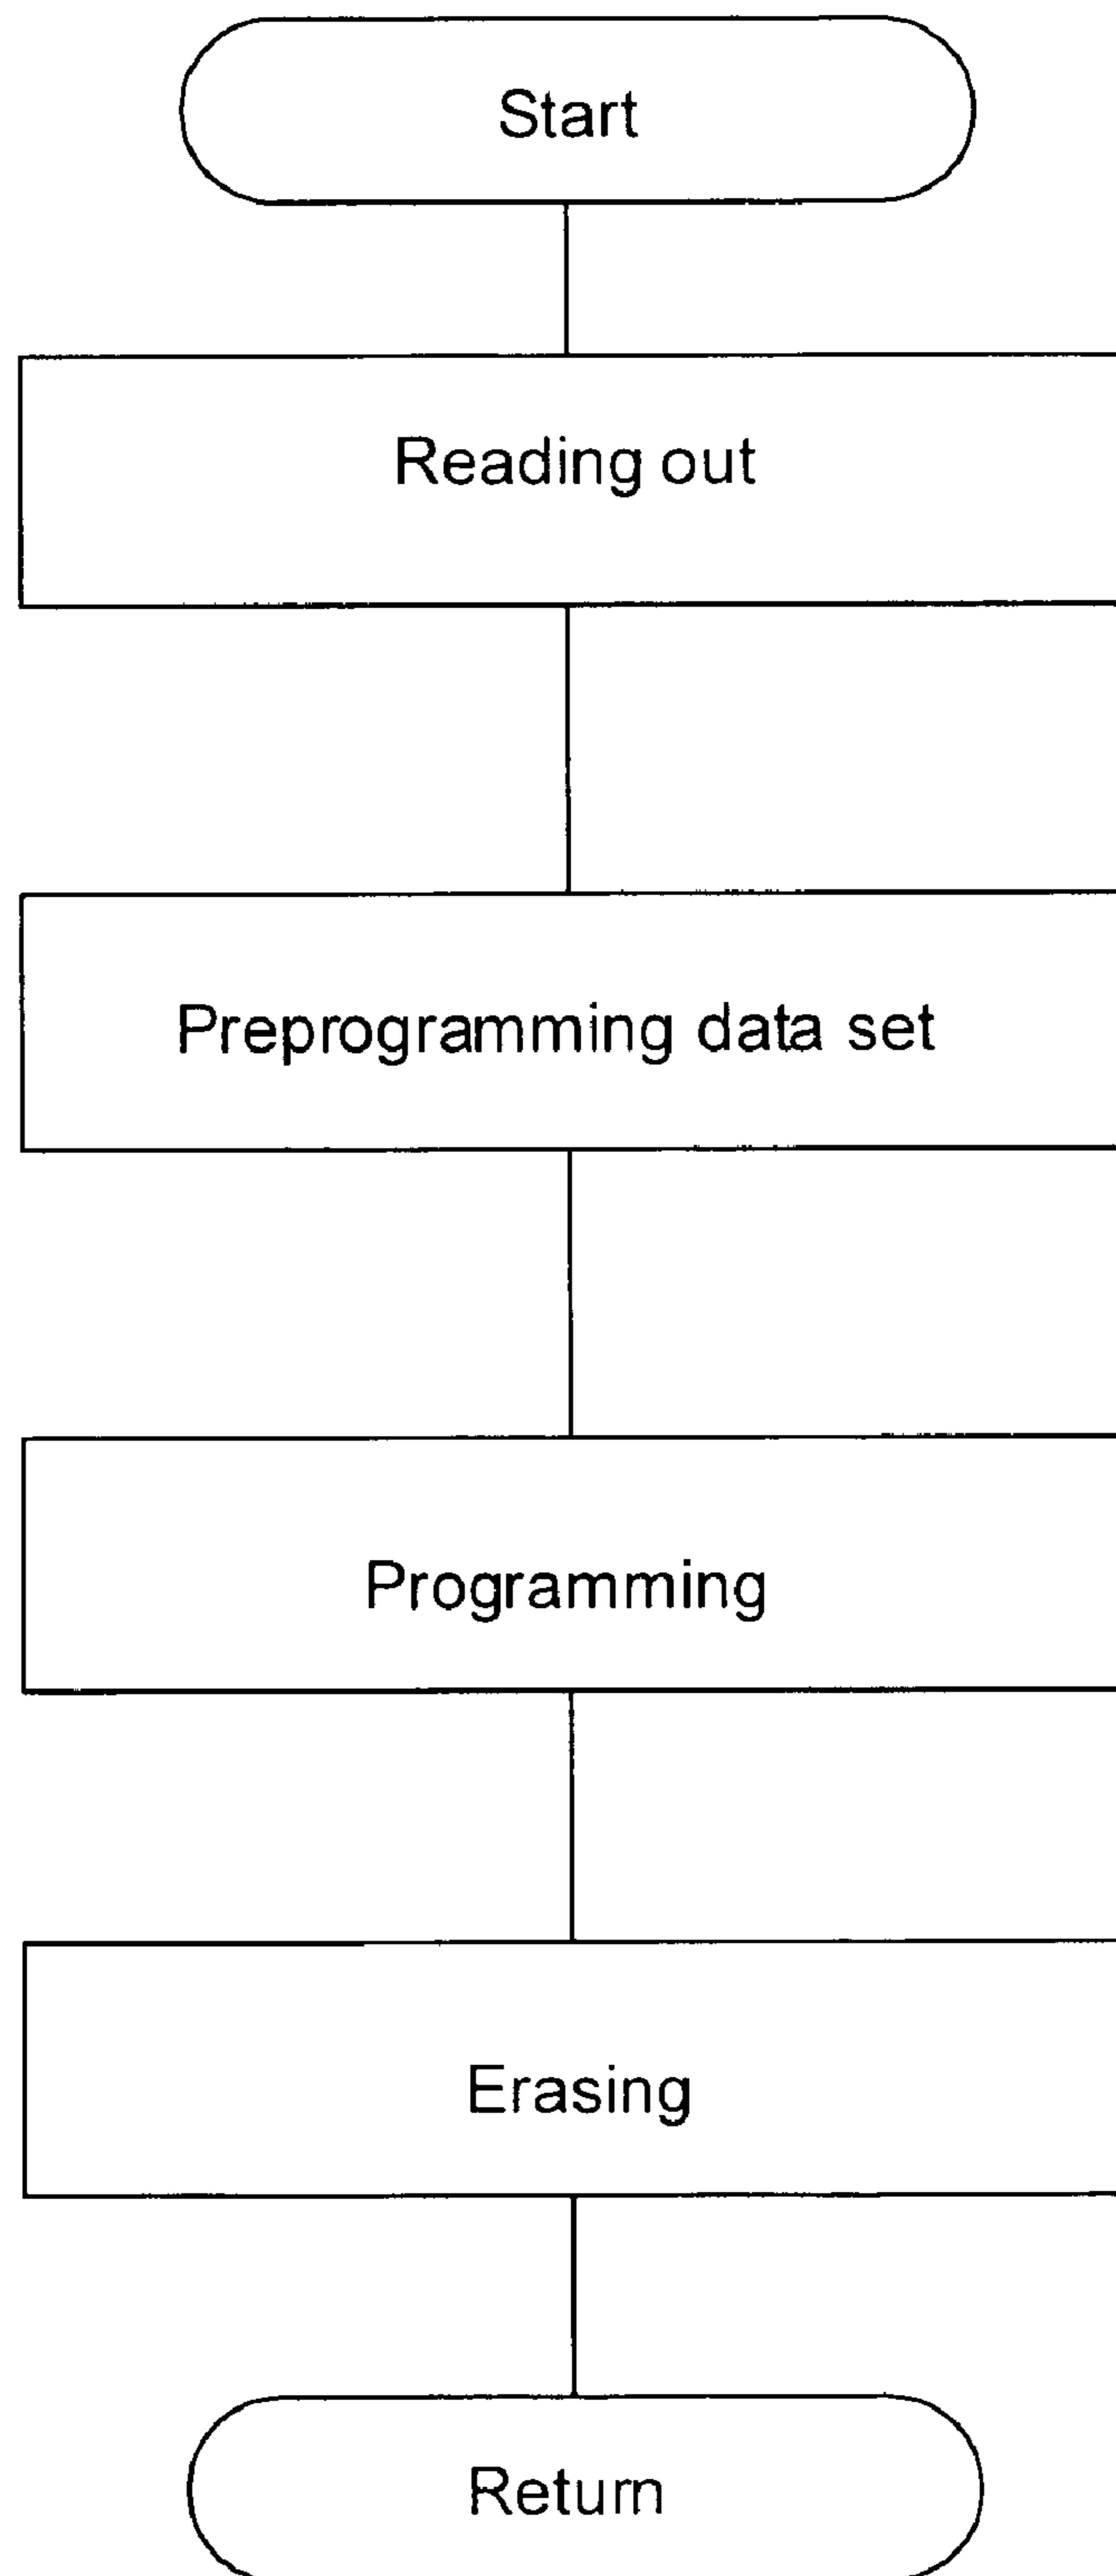 Start
Reading out
Preprogramming data set
Programming
Erasing
Return